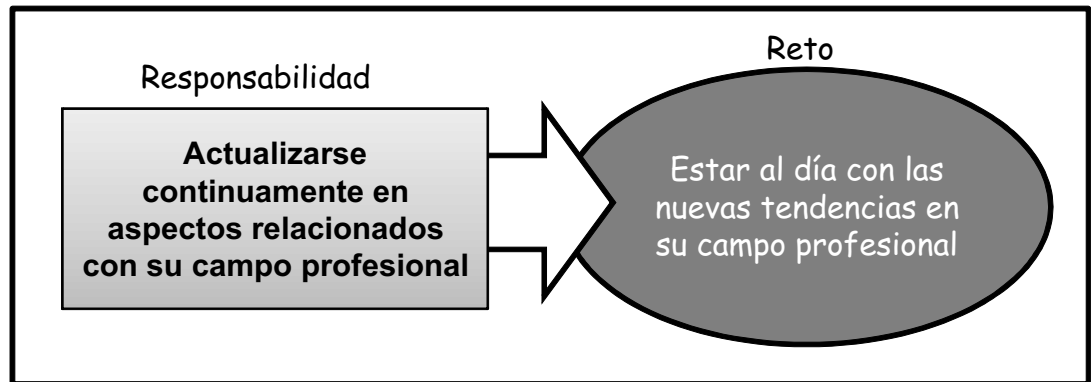 Responsabilidad
Actualizarse
continuamente en
aspectos relacionados
con su campo profesional
Reto
Estar al día con las
nuevas tendencias en
su campo profesional